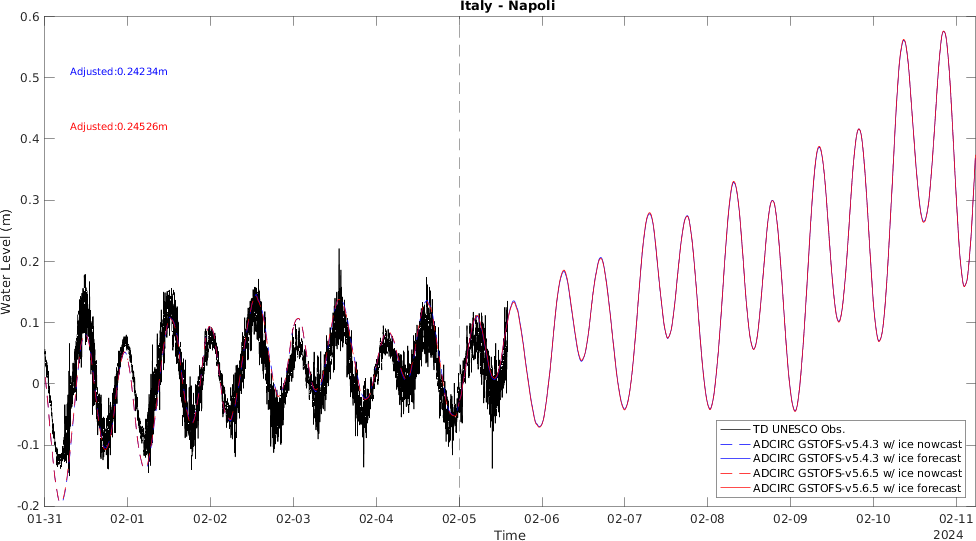 Italy - Napoli
0.6
0.5
0.4
0.3
0.2
0.1
0
-0.1
-0.2
Water Level (m)
Adjusted:0.24234m
Adjusted:0.24526m
TD UNESCO Obs.
ADCIRC GSTOFS-v5.4.3 w/ ice nowcast
ADCIRC GSTOFS-v5.4.3 w/ ice forecast
ADCIRC GSTOFS-v5.6.5 w/ ice nowcast
ADCIRC GSTOFS-v5.6.5 w/ ice forecast
01-31 02-01 02-02 02-03 02-04 02-05 02-06 02-07 02-08 02-09 02-10 02-11
Time
2024